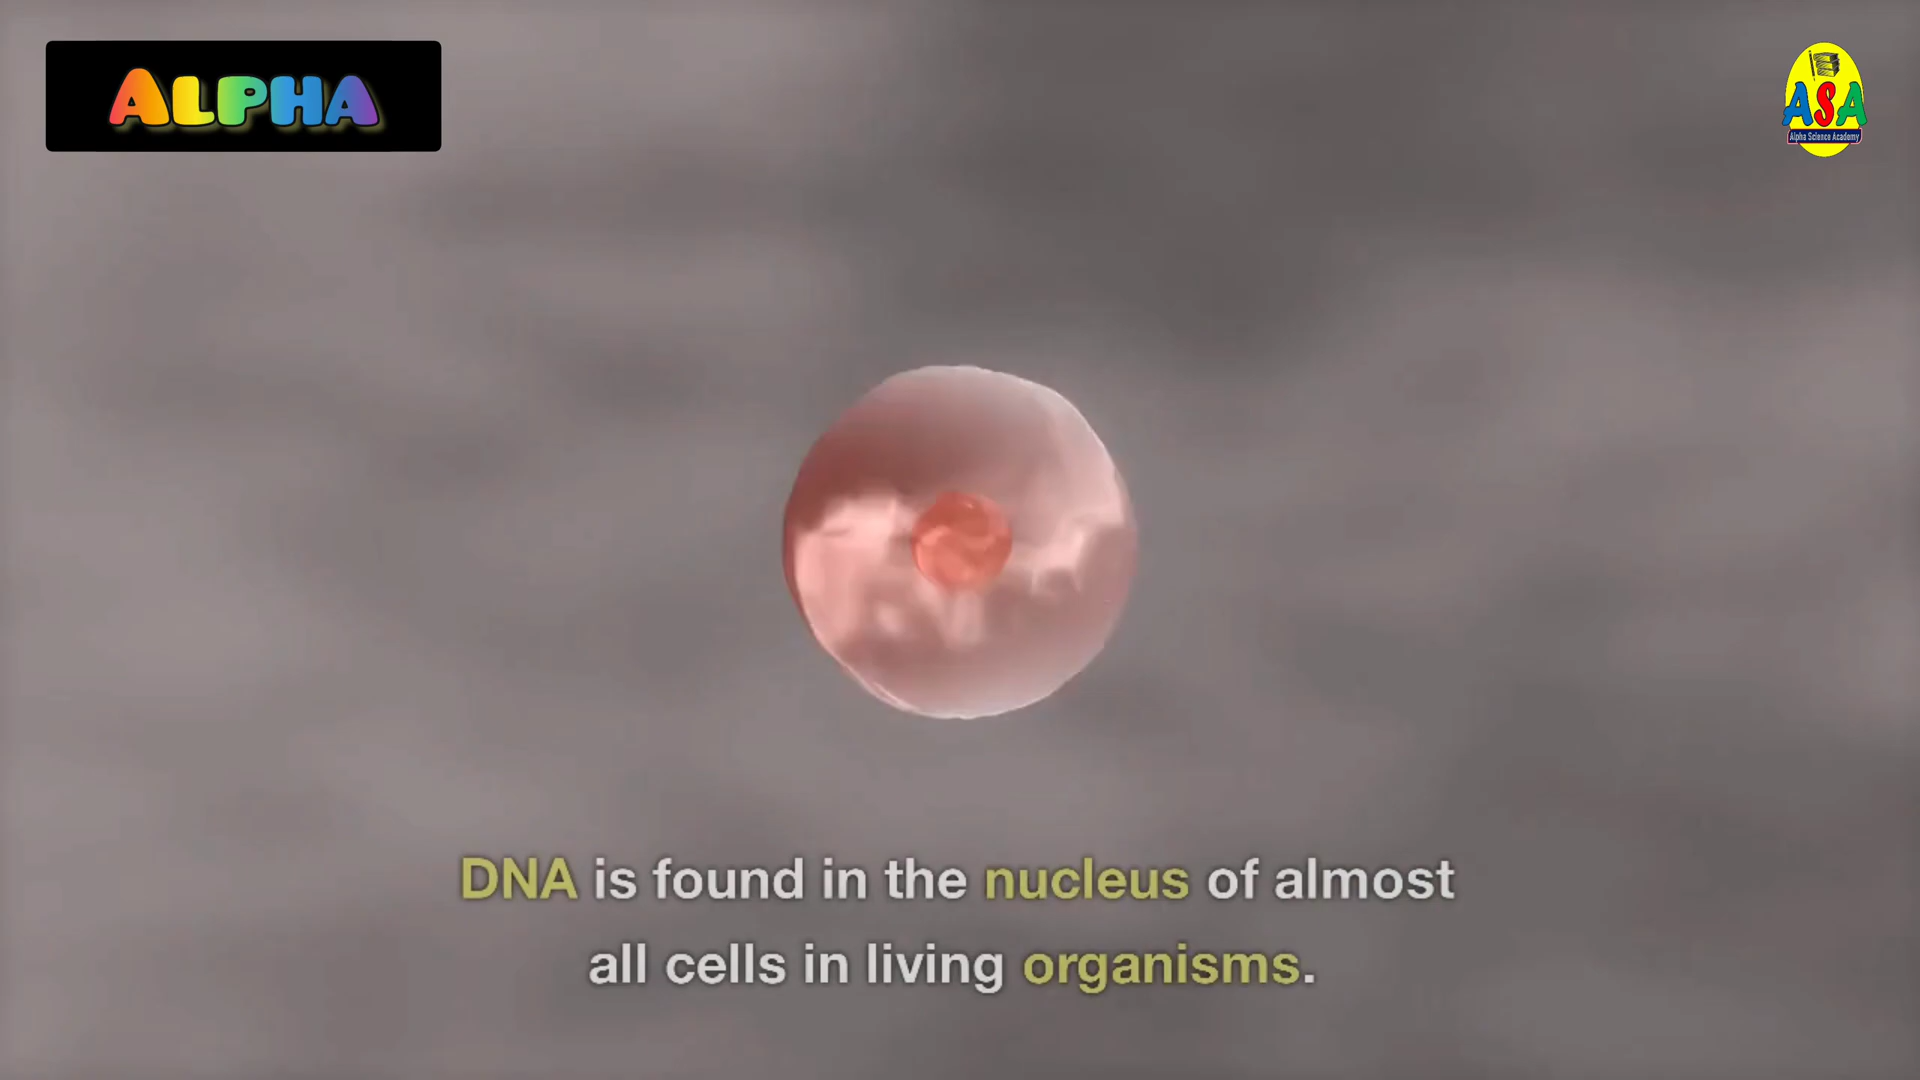 ALPHA
ASA
Alpha Science Academy
DNA is found in the nucleus of almost
all cells in living organisms.